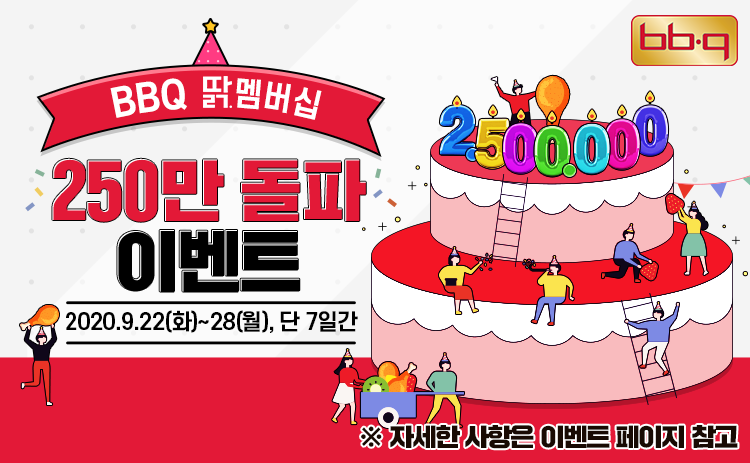 bb.q
BBQ 딹.멤버십
250만 돌파
이벤트
2020.9.22(화)~28(월), 단 7일간
2.500.000
※ 자세한 사항은 이벤트 페이지 참고